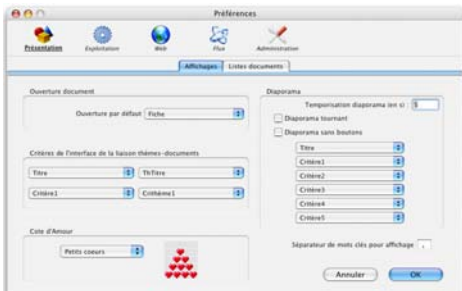 Préférences
Présentation
Exploitation
Web
Flux
Administration
Affichages
Listes documents
Ouverture document
Ouverture par défaut
Fiche
Critères de l'interface de la liaison thèmes-documents
Titre
ThTitre
Critère1
Crithème1
Cote d'Amour
Petits coeurs
Diaporama
Temporisation diaporama (en s) : 5
Diaporama tournant
Diaporama sans boutons
Titre
Critère1
Critère2
Critère3
Critère4
Critère5
Séparateur de mots clés pour affichage ,
Annuler
OK